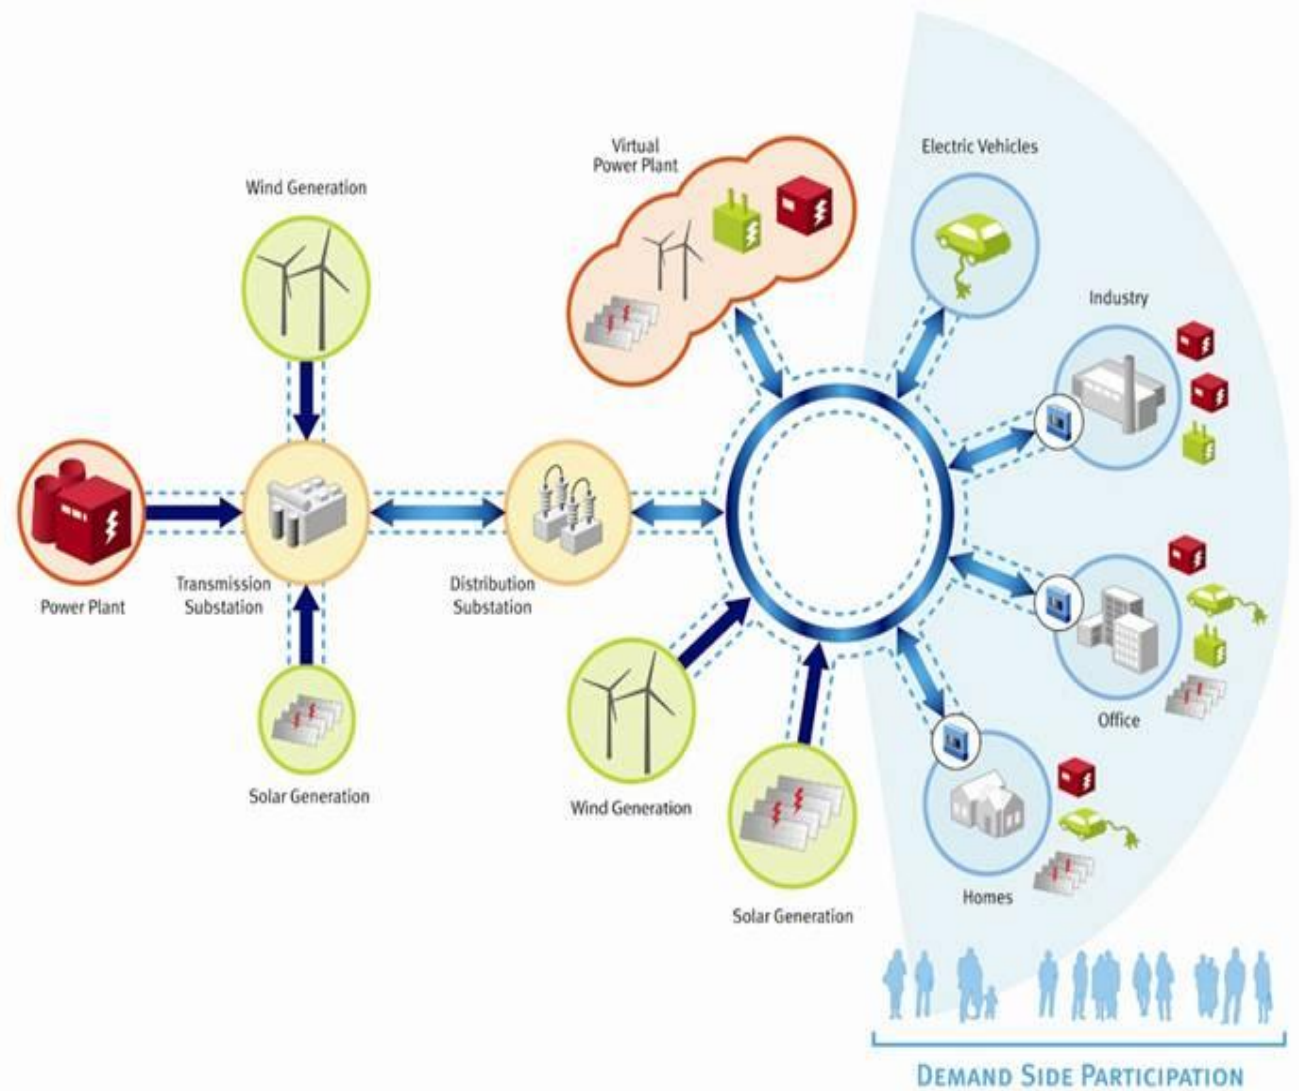 Virtual
Power Plant
Electric Vehicles
Wind Generation
Industry
Power Plant
Transmission
Substation
Distribution
Substation
Office
Solar Generation
Wind Generation
Homes
Solar Generation
DEMAND SIDE PARTICIPATION